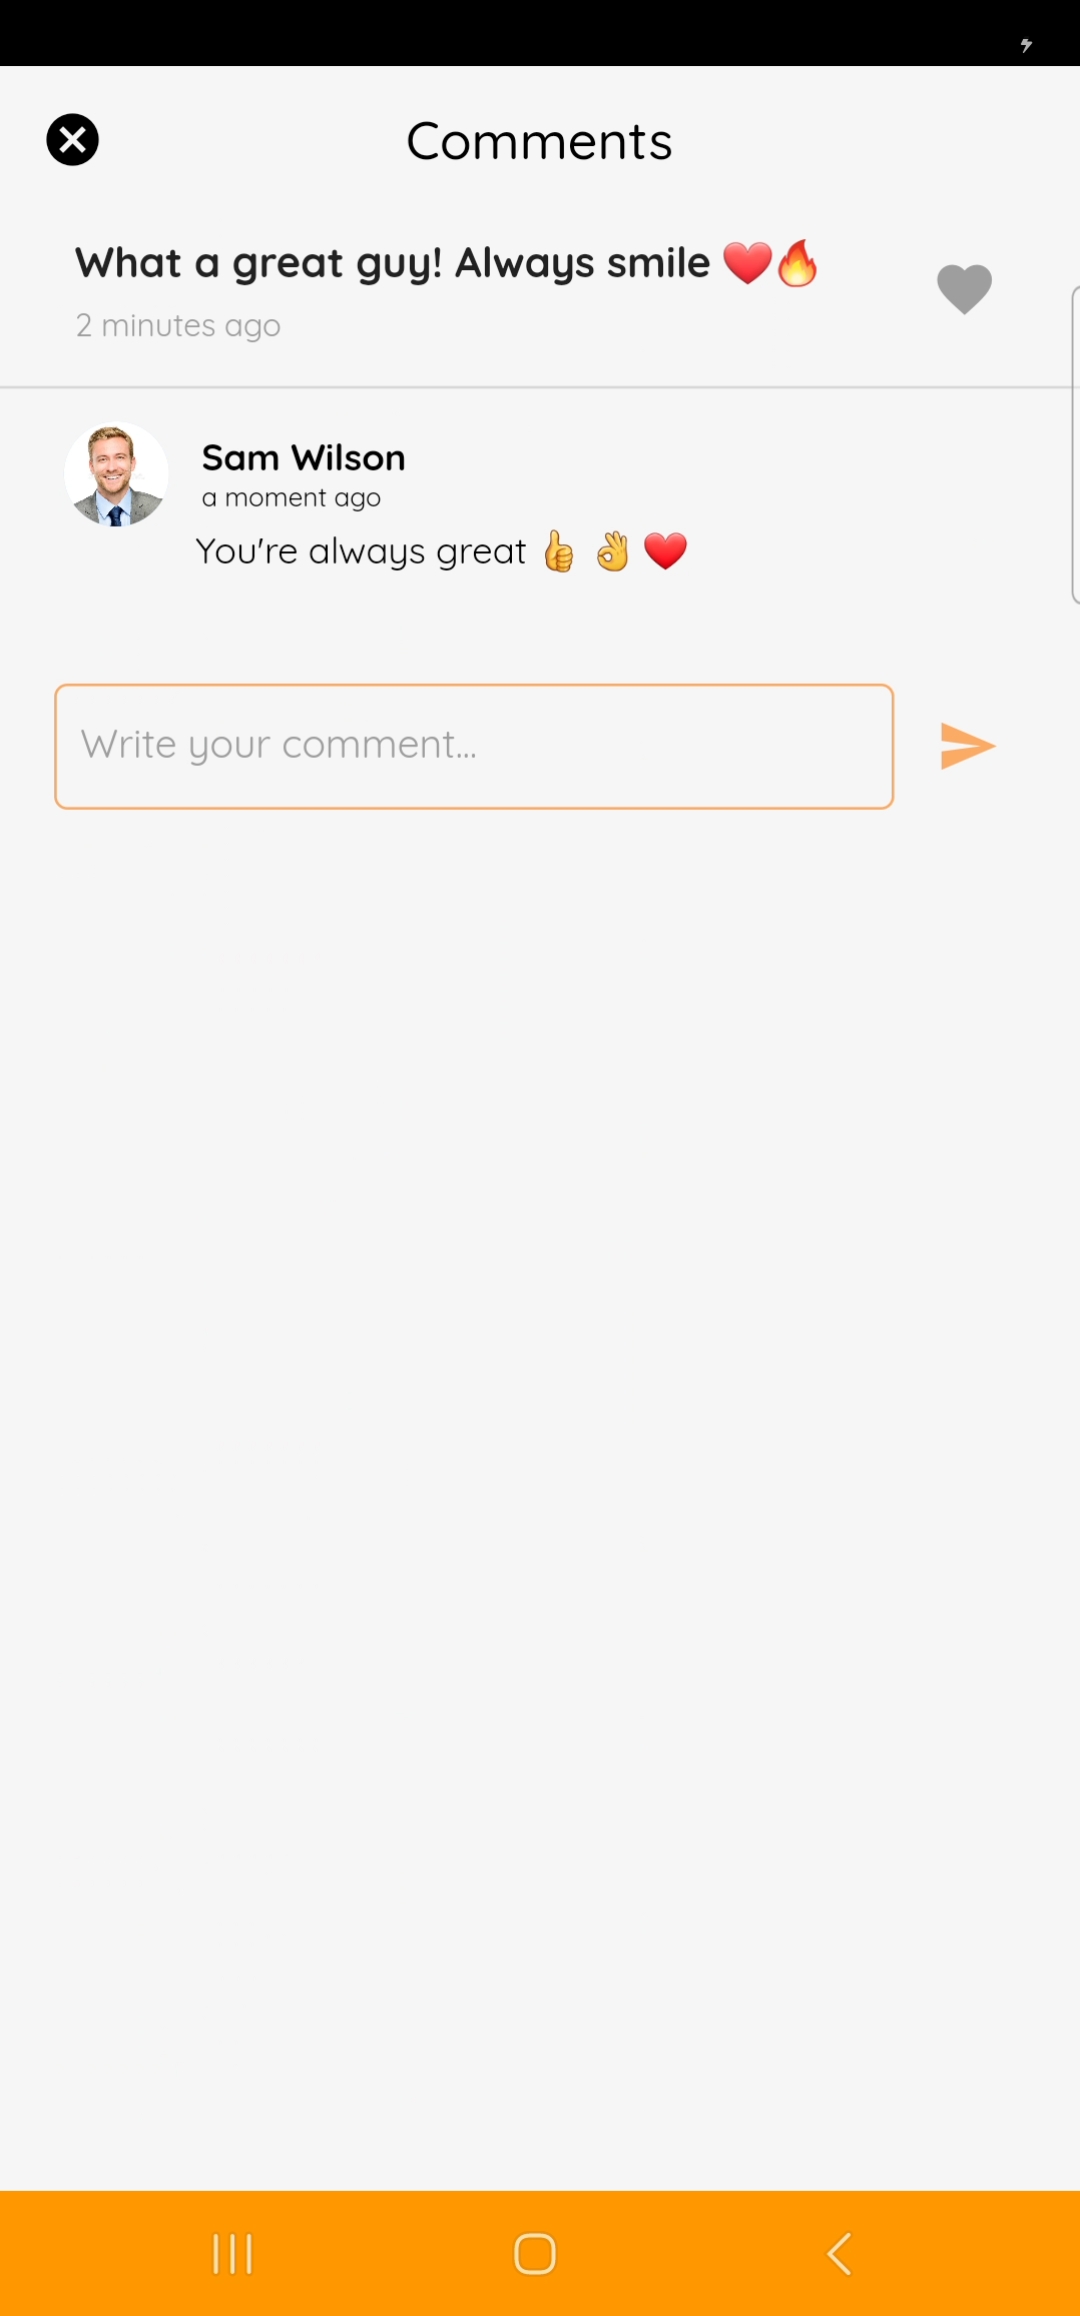 Comments
What a great guy! Always smile ❤️🔥
2 minutes ago
Sam Wilson
a moment ago
You're always great 👍 👌 ❤️
Write your comment...